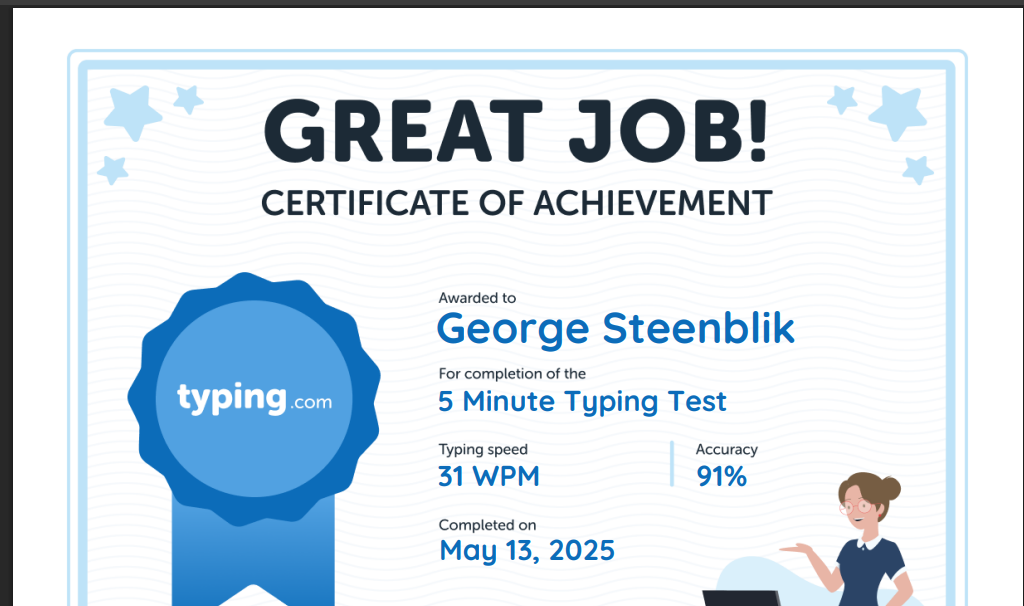 GREAT JOB!
CERTIFICATE OF ACHIEVEMENT
typing.com
Awarded to
George Steenblik
For completion of the
5 Minute Typing Test
Typing speed
31 WPM
Accuracy
91%
Completed on
May 13, 2025